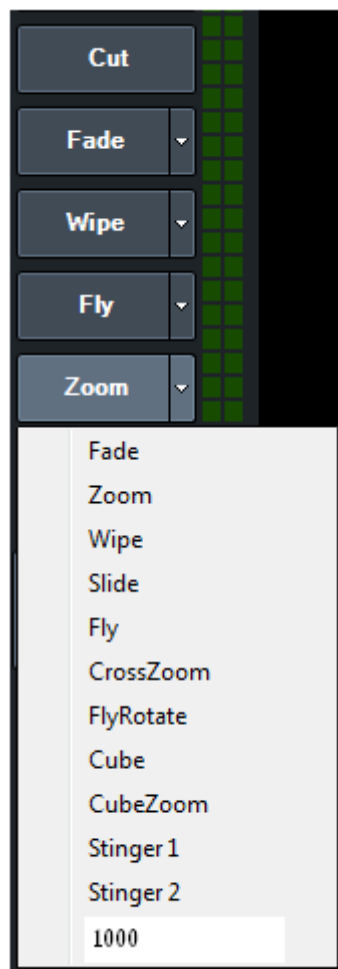 Cut
Fade
Wipe
Fly
Zoom
Fade
Zoom
Wipe
Slide
Fly
CrossZoom
FlyRotate
Cube
CubeZoom
Stinger 1
Stinger 2
1000